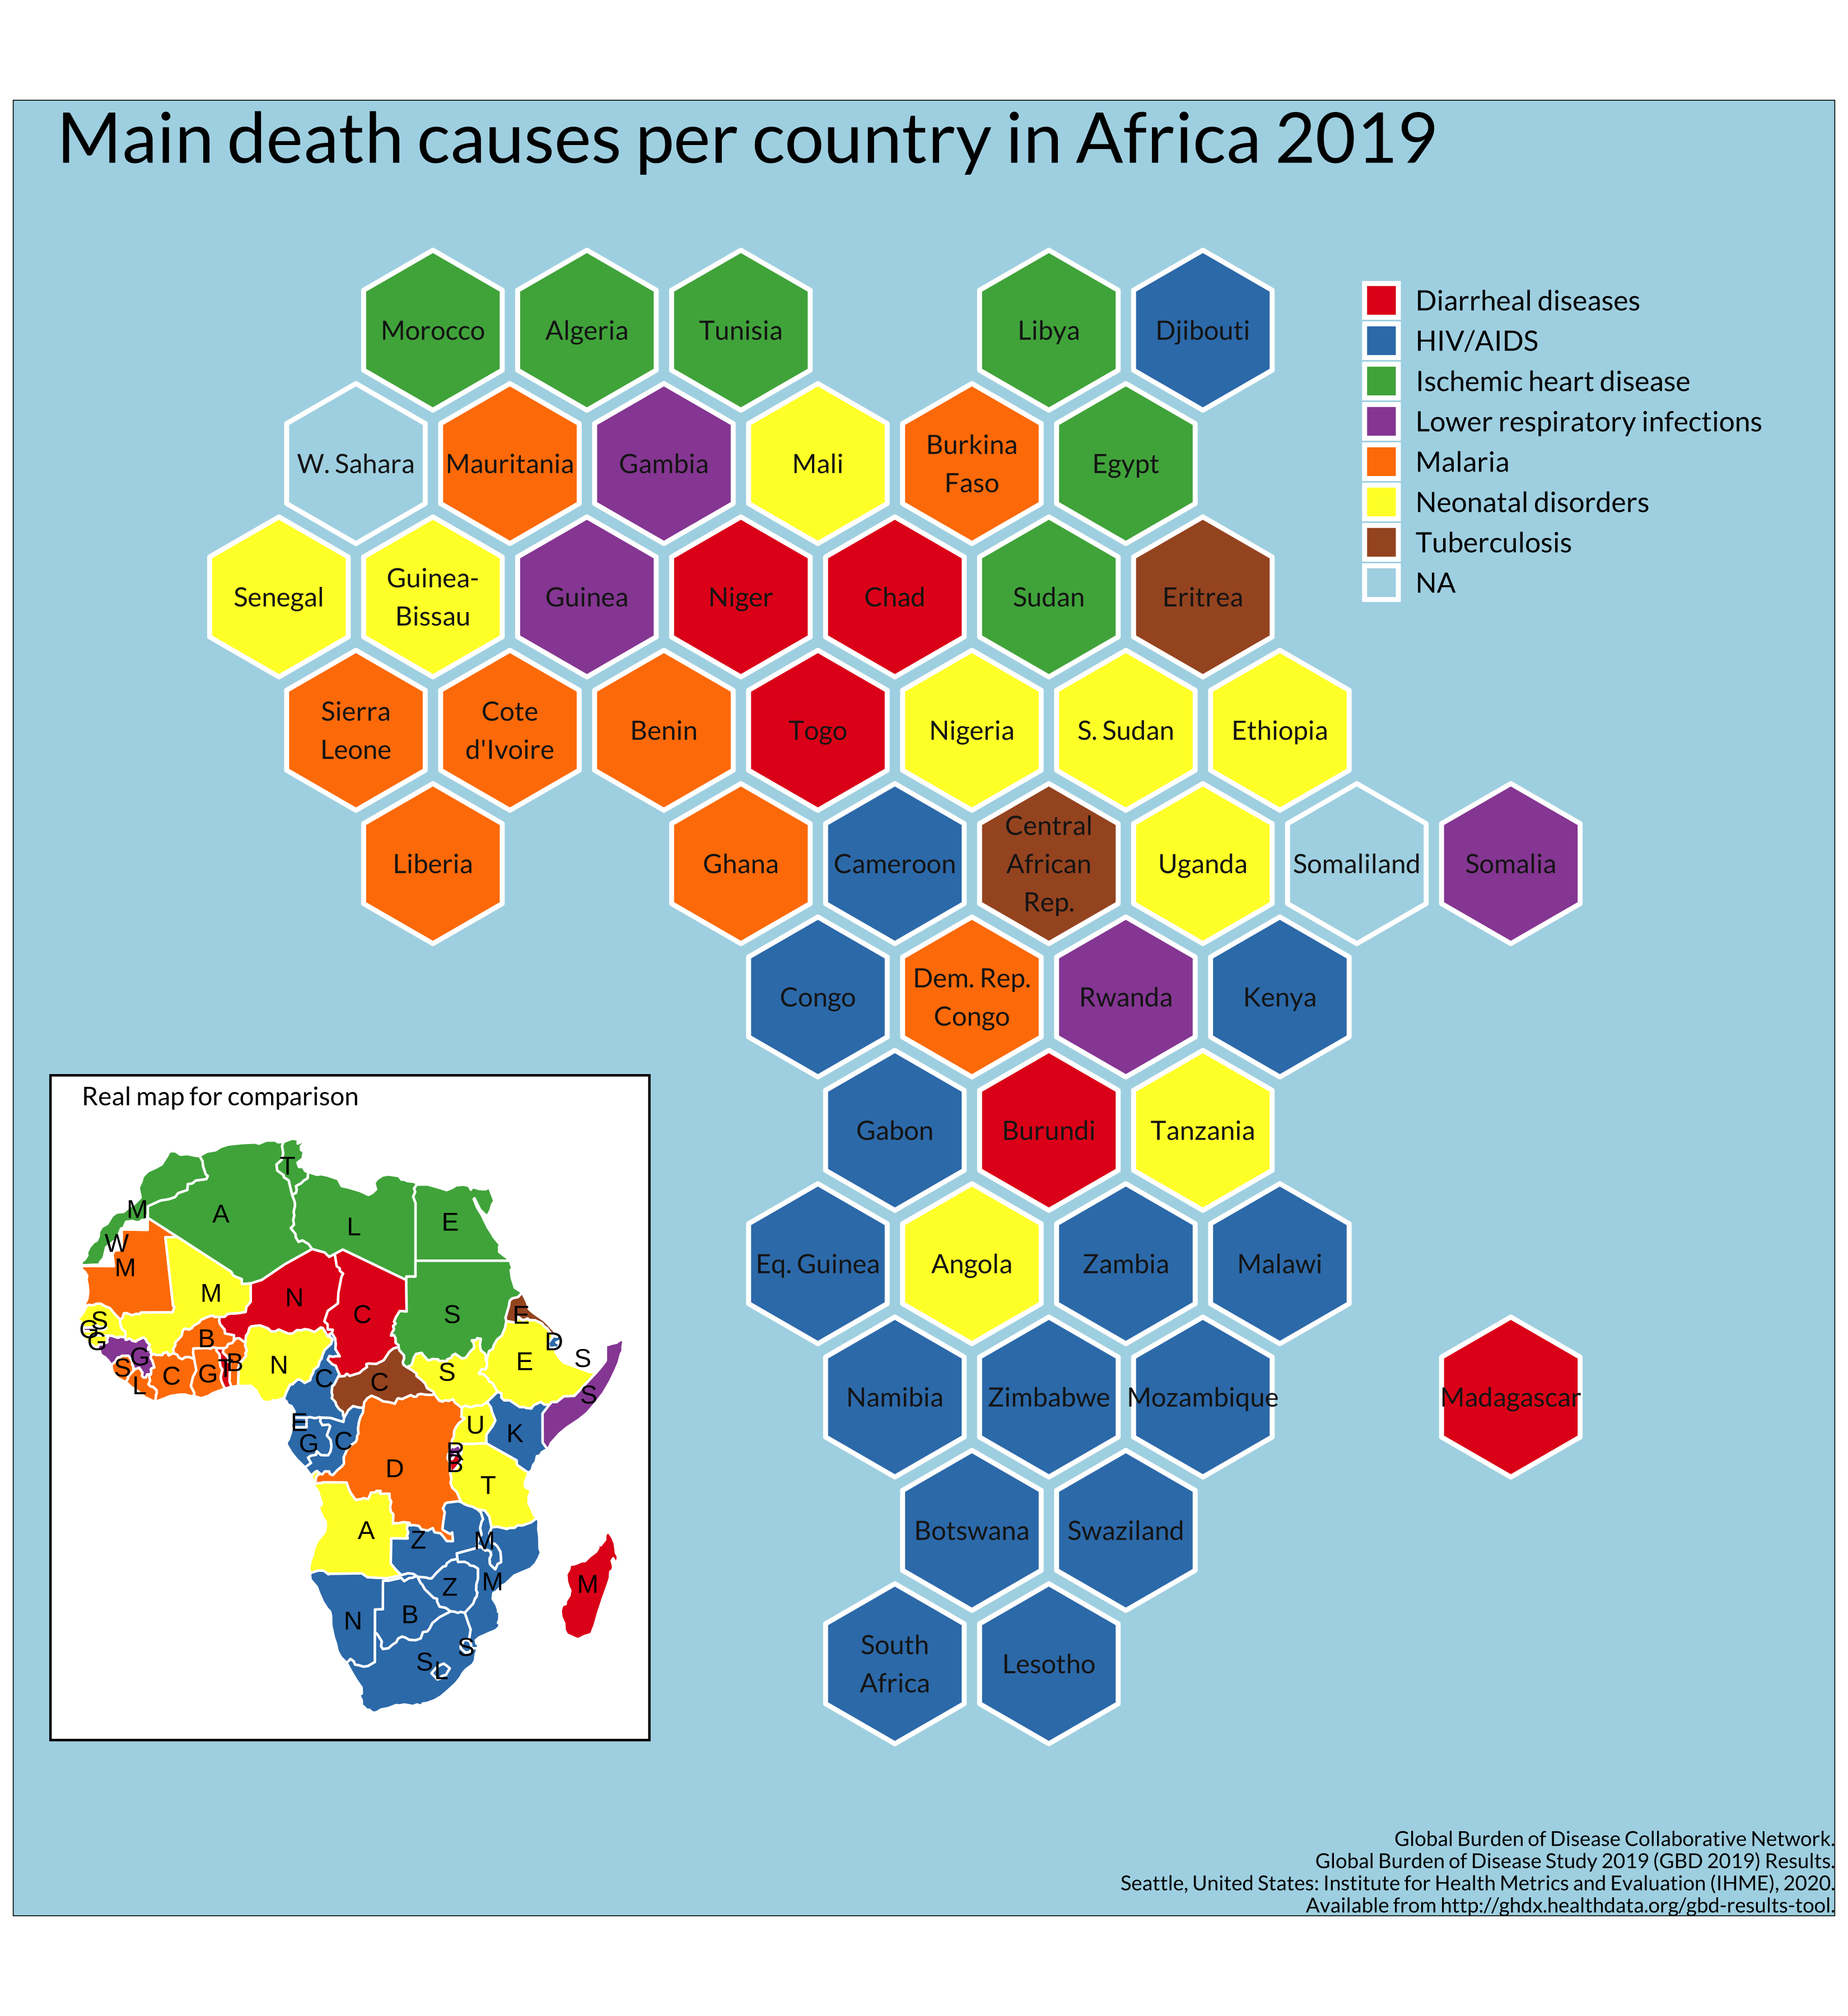 Main death causes per country in Africa 2019
Morocco
Algeria
Tunisia
Libya
Djibouti
Diarrheal diseases
HIV/AIDS
Ischemic heart disease
Lower respiratory infections
Malaria
Neonatal disorders
Tuberculosis
NA
W. Sahara
Mauritania
Gambia
Mali
Burkina
Faso
Egypt
Senegal
Guinea-
Bissau
Guinea
Niger
Chad
Sudan
Eritrea
Sierra
Leone
Cote
d'Ivoire
Benin
Togo
Nigeria
S. Sudan
Ethiopia
Liberia
Ghana
Cameroon
Central
African
Rep.
Uganda
Somaliland
Somalia
Congo
Dem. Rep.
Congo
Rwanda
Kenya
Gabon
Burundi
Tanzania
Eq. Guinea
Angola
Zambia
Malawi
Namibia
Zimbabwe
Mozambique
Madagascar
Botswana
Swaziland
South
Africa
Lesotho
Real map for comparison
T
M
A
L
E
W
M
M
N
C
S
E
S
G
G
B
D
S
G
C
G
T
B
N
C
C
S
E
S
S
L
E
G
C
U
K
R
B
D
T
A
Z
M
M
Z
N
B
M
S
S
L
Global Burden of Disease Collaborative Network.
Global Burden of Disease Study 2019 (GBD 2019) Results.
Seattle, United States: Institute for Health Metrics and Evaluation (IHME), 2020.
Available from http://ghdx.healthdata.org/gbd-results-tool.